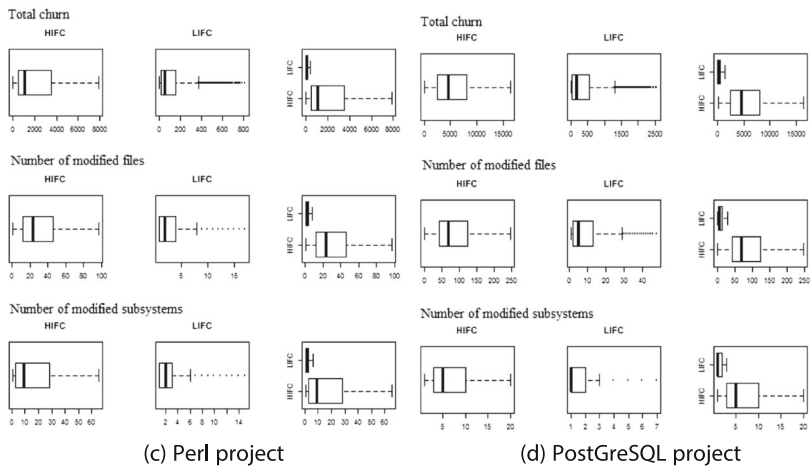 Total churn
HIFC
LIFC
0 2000 4000 6000 8000
0 200 400 600 800
LIFC
HIFC
0 2000 4000 6000 8000
Number of modified files
HIFC
LIFC
0 20 40 60 80 100
5 10 15
LIFC
HIFC
0 20 40 60 80 100
Number of modified subsystems
HIFC
LIFC
0 10 20 30 40 50 60
2 4 6 8 10 12 14
LIFC
HIFC
0 10 20 30 40 50 60
(c) Perl project
Total churn
HIFC
LIFC
0 5000 10000 15000
0 500 1500 2500
LIFC
HIFC
0 5000 10000 15000
Number of modified files
HIFC
LIFC
0 50 100 150 200 250
0 10 20 30 40
LIFC
HIFC
0 50 100 150 200 250
Number of modified subsystems
HIFC
LIFC
5 10 15 20
1 2 3 4 5 6 7
LIFC
HIFC
5 10 15 20
(d) PostGreSQL project